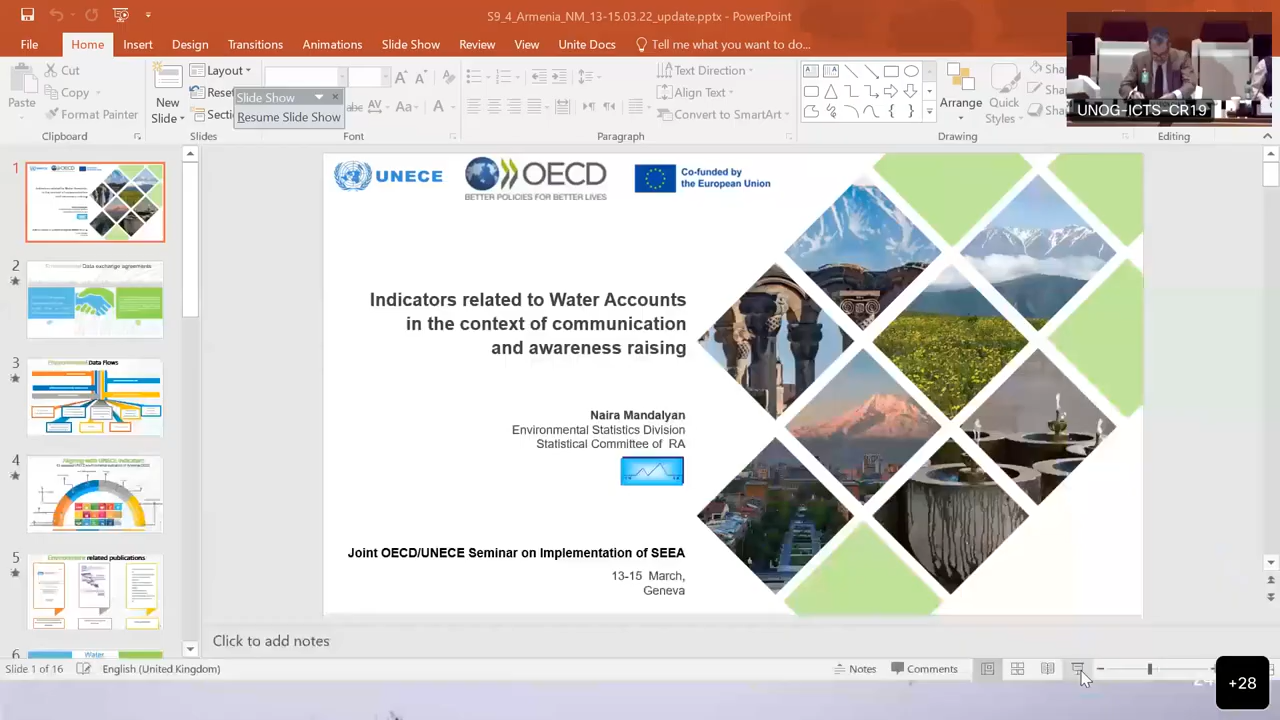 S9_4_Armenia_NM_13-15.03.22_update.pptx - PowerPoint
File Home Insert Design Transitions Animations Slide Show Review View Unite Docs Tell me what you want to do...
Paste
Cut
Copy
Format Painter
Clipboard
New Slide
Layout
Slides
Slide Show
Resume Slide Show
Font
Text Direction
Align Text
Convert to SmartArt
Paragraph
Arrange
Quick Styles
Drawing
Editing
UNOG-ICTS-CR19
1
2
Data exchange agreements
3
Data Flows
4
5
related publications
6
Water
UNECE
OECD
BETTER POLICIES FOR BETTER LIVES
Co-funded by
the European Union
Indicators related to Water Accounts
in the context of communication
and awareness raising
Naira Mandalyan
Environmental Statistics Division
Statistical Committee of RA
Joint OECD/UNECE Seminar on Implementation of SEEA
13-15 March,
Geneva
Click to add notes
Slide 1 of 16 English (United Kingdom) Notes Comments
+28